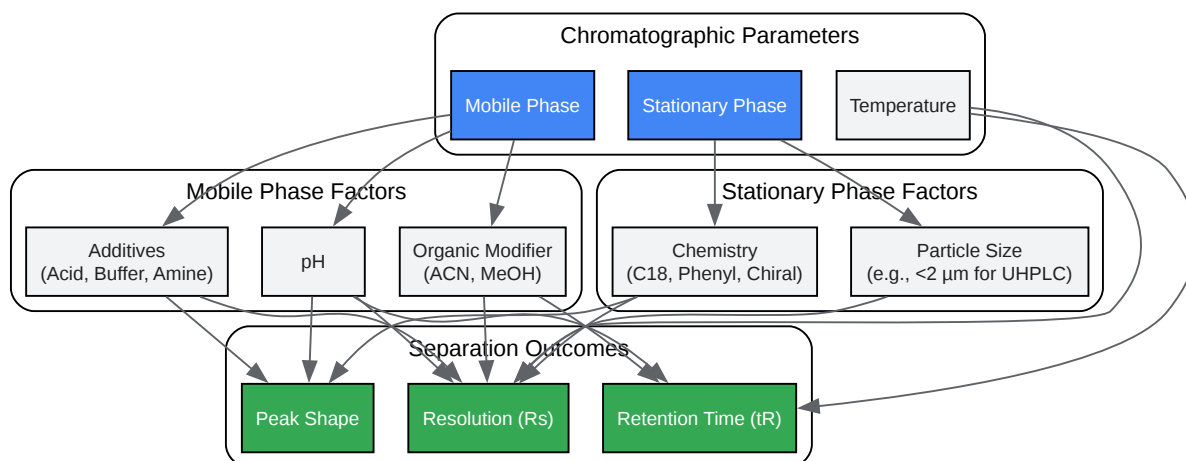 Chromatographic Parameters
Mobile Phase
Stationary Phase
Temperature
Mobile Phase Factors
Stationary Phase Factors
Additives
(Acid, Buffer, Amine)
pH
Organic Modifier
(ACN, MeOH)
Chemistry
(C18, Phenyl, Chiral)
Particle Size
(e.g., <2 µm for UHPLC)
Separation Outcomes
Peak Shape
Resolution (Rs)
Retention Time (tR)